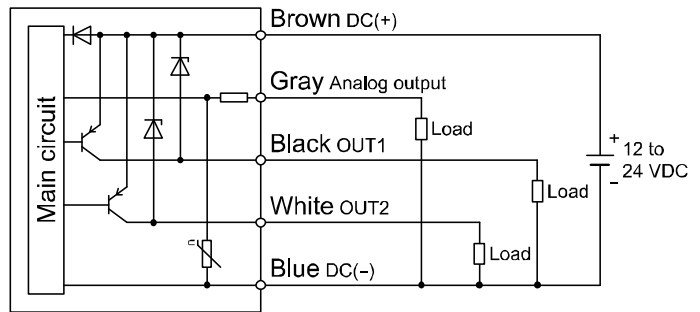 Main circuit
Brown DC(+)
Gray Analog output
Load
Black OUT1
+ 12 to
- 24 VDC
Load
White OUT2
Load
Blue DC(−)